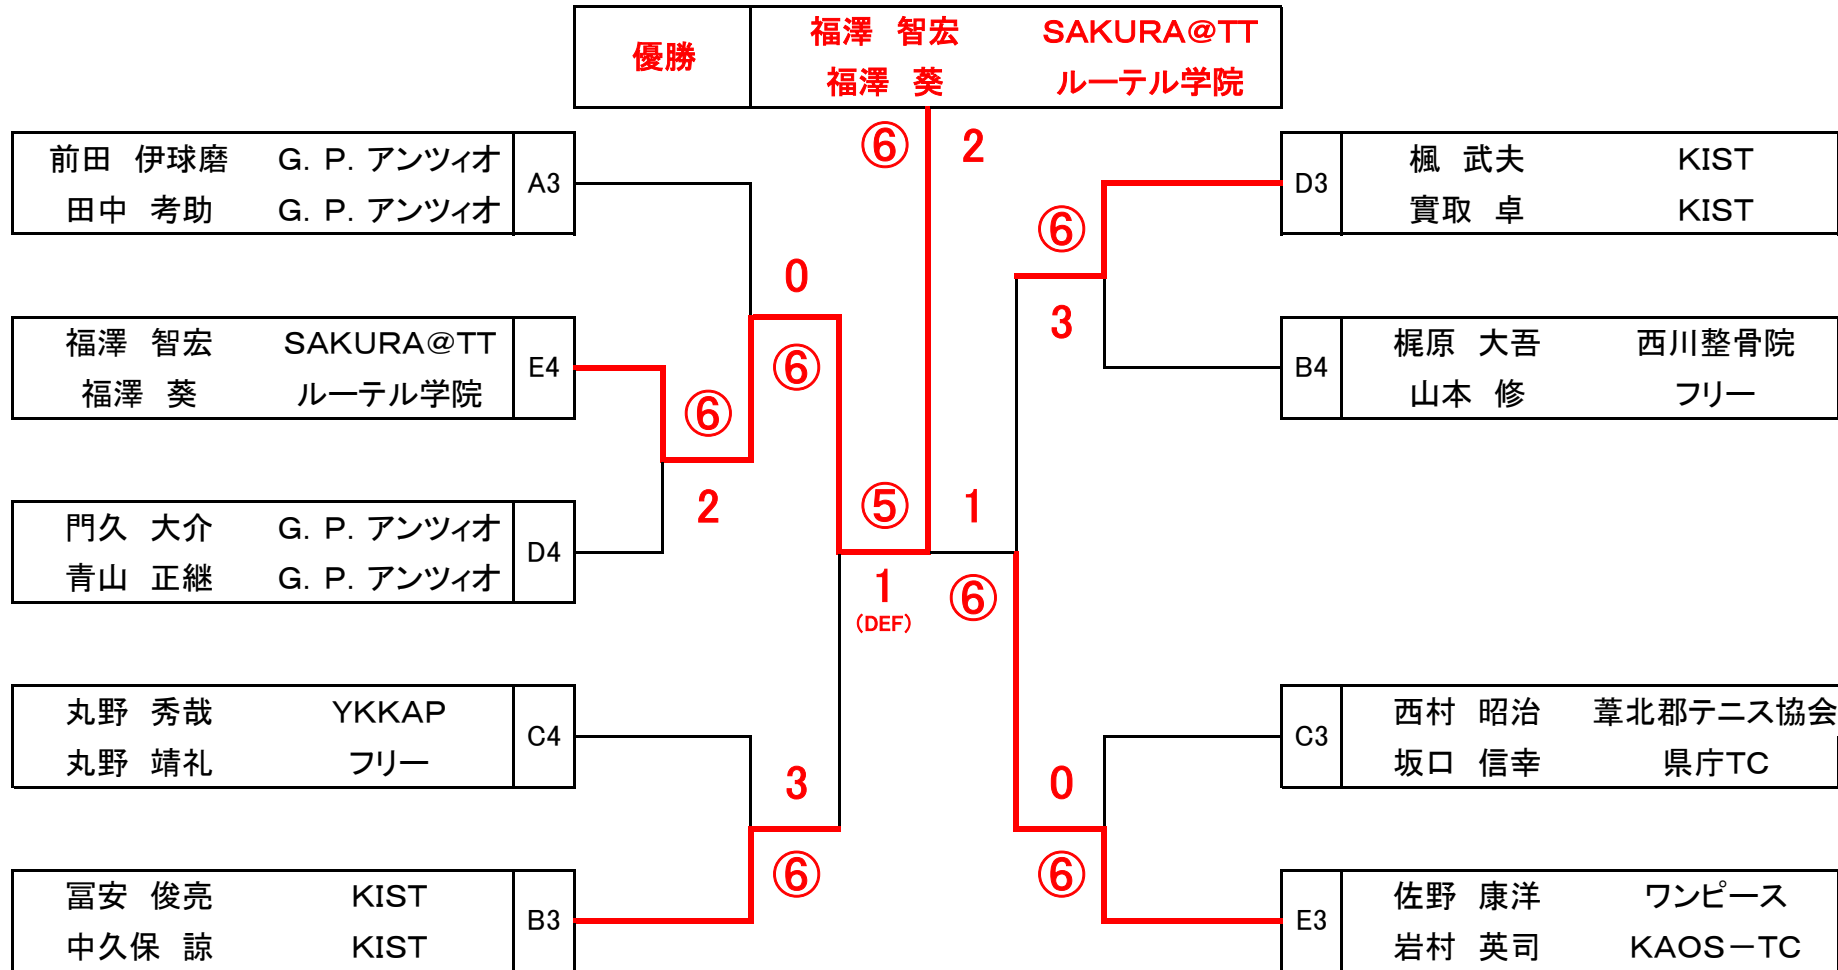 優勝
福澤 智宏 SAKURA@TT
福澤 葵 ルーテル学院
⑥ 2
前田 伊球磨 G. P. アンツィオ
田中 考助 G. P. アンツィオ
A3
福澤 智宏 SAKURA@TT
福澤 葵 ルーテル学院
E4
門久 大介 G. P. アンツィオ
青山 正継 G. P. アンツィオ
D4
丸野 秀哉 YKKAP
丸野 靖礼 フリー
C4
冨安 俊亮 KIST
中久保 諒 KIST
B3
0
⑥
⑥
2
⑤ 1
1 ⑥
(DEF)
3
⑥
⑥
3
0
⑥
D3
楓 武夫 KIST
實取 卓 KIST
B4
梶原 大吾 西川整骨院
山本 修 フリー
C3
西村 昭治 葦北郡テニス協会
坂口 信幸 県庁TC
E3
佐野 康洋 ワンピース
岩村 英司 KAOS－TC